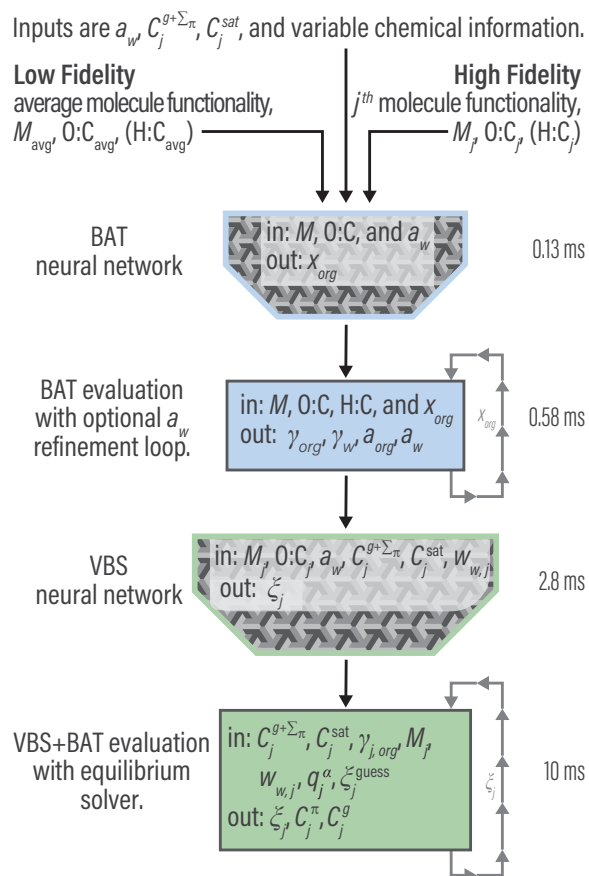 Inputs are a_w, C_j^{g+Σ_π}, C_j^{sat}, and variable chemical information.
Low Fidelity
average molecule functionality,
M_avg, O:C_avg, (H:C_avg)
High Fidelity
j^th molecule functionality,
M_j, O:C_j, (H:C_j)
BAT
neural network
in: M, O:C, and a_w
out: x_org
0.13 ms
BAT evaluation
with optional a_w
refinement loop.
in: M, O:C, H:C, and x_org
out: γ_org, γ_w, a_org, a_w
x_org
0.58 ms
VBS
neural network
in: M_j, O:C_j, a_w, C_j^{g+Σ_π}, C_j^{sat}, w_{w,j}
out: ξ_j
2.8 ms
VBS+BAT evaluation
with equilibrium
solver.
in: C_j^{g+Σ_π}, C_j^{sat}, γ_{j,org}, M_j,
w_{w,j}, q_j^α, ξ_j^{guess}
out: ξ_j, C_j^π, C_j^g
ξ_j
10 ms